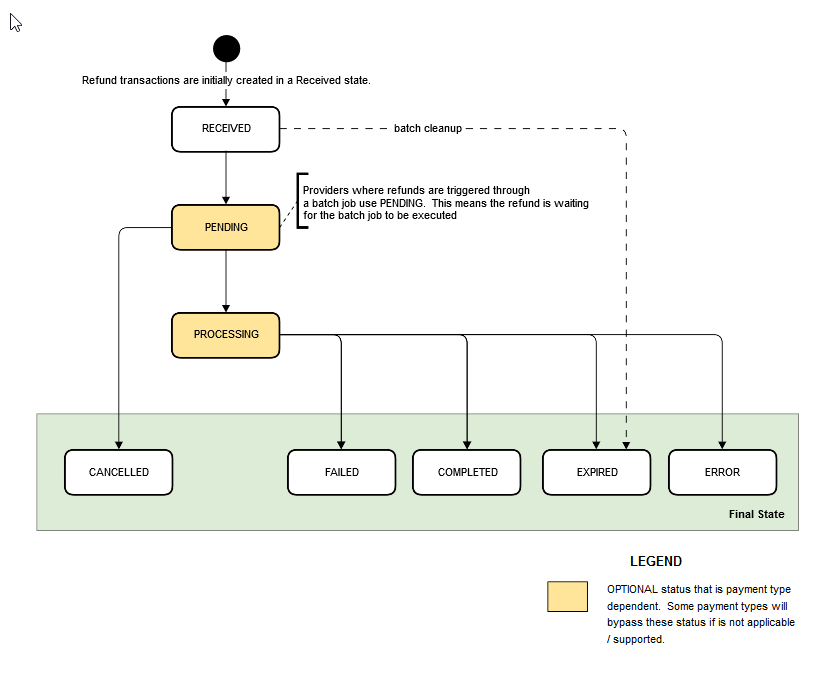 Refund transactions are initially created in a Received state.
RECEIVED
batch cleanup
Providers where refunds are triggered through
a batch job use PENDING.  This means the refund is waiting
for the batch job to be executed
PENDING
PROCESSING
CANCELLED
FAILED
COMPLETED
EXPIRED
ERROR
Final State
LEGEND
OPTIONAL status that is payment type
dependent.  Some payment types will
bypass these status if is not applicable
/ supported.